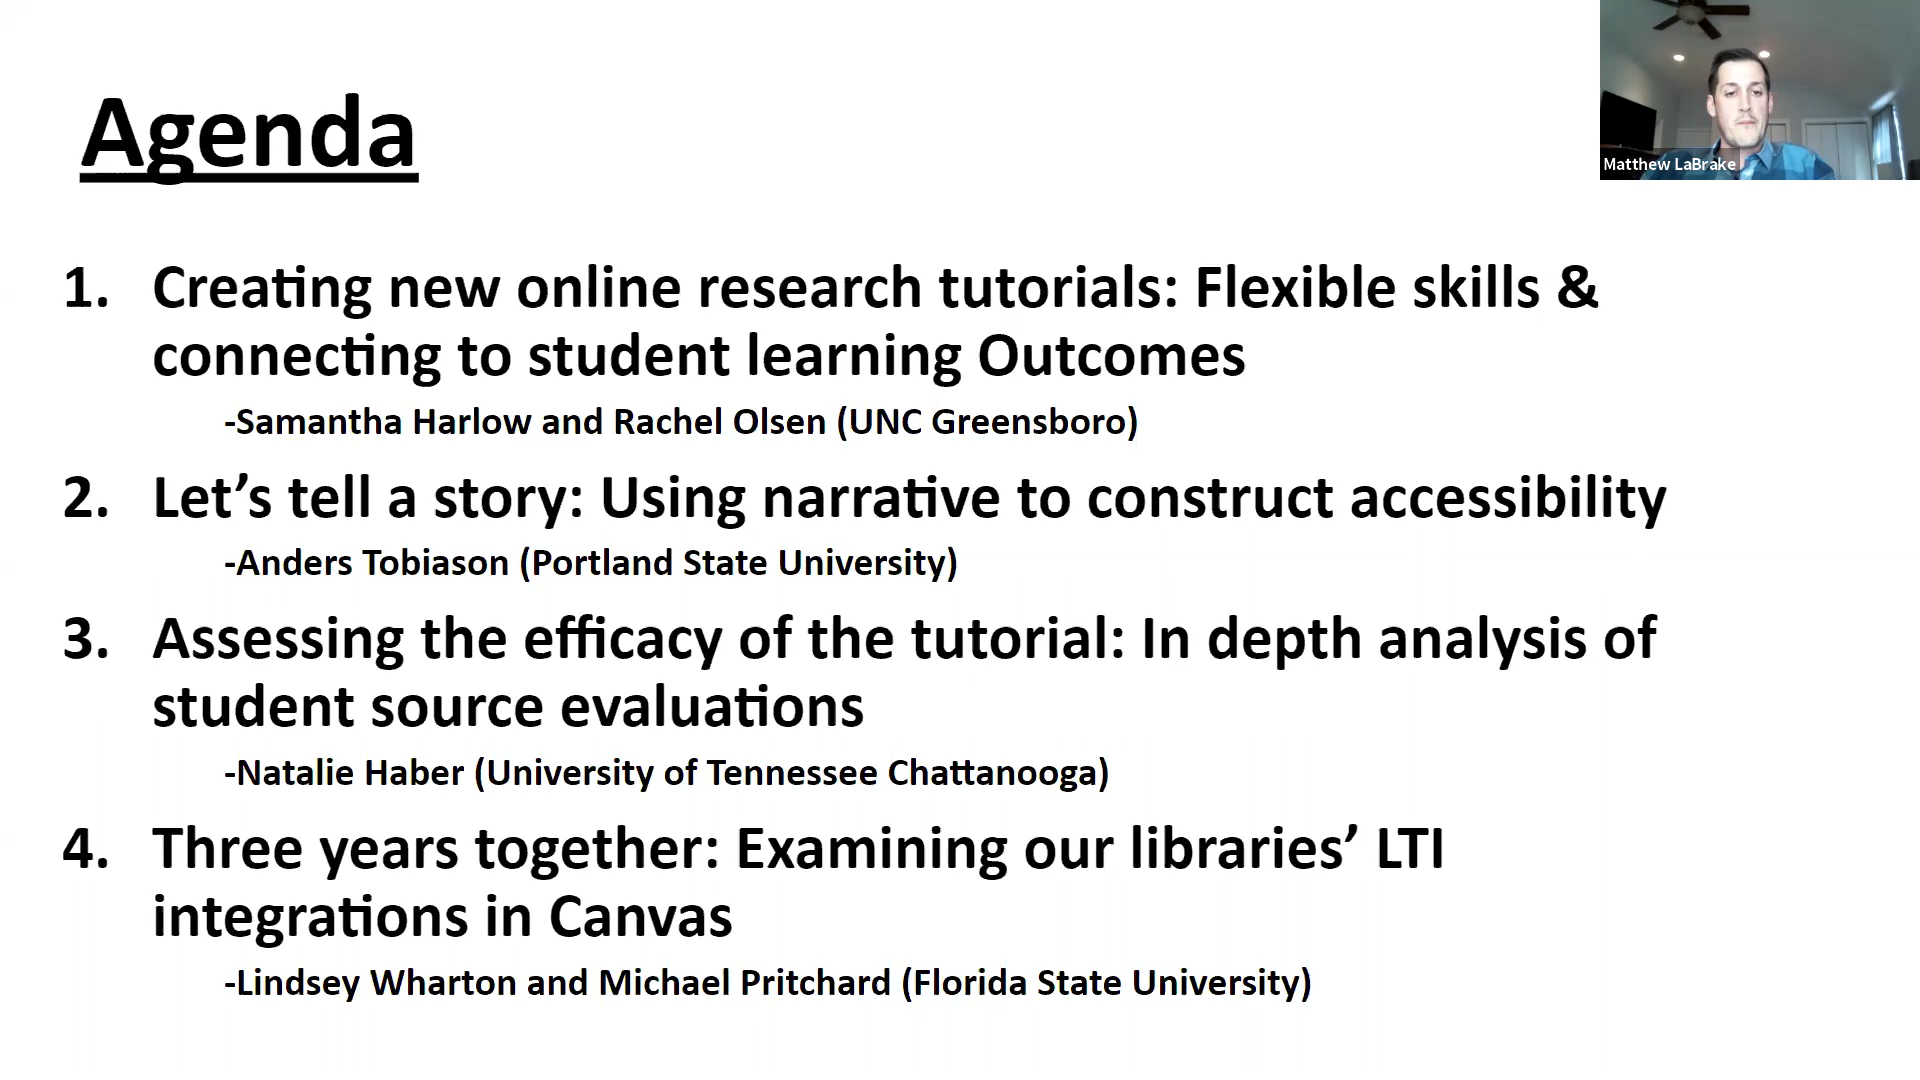 Agenda
Matthew LaBrake
1. Creating new online research tutorials: Flexible skills &
connecting to student learning Outcomes
-Samantha Harlow and Rachel Olsen (UNC Greensboro)
2. Let’s tell a story: Using narrative to construct accessibility
-Anders Tobiason (Portland State University)
3. Assessing the efficacy of the tutorial: In depth analysis of
student source evaluations
-Natalie Haber (University of Tennessee Chattanooga)
4. Three years together: Examining our libraries’ LTI
integrations in Canvas
-Lindsey Wharton and Michael Pritchard (Florida State University)